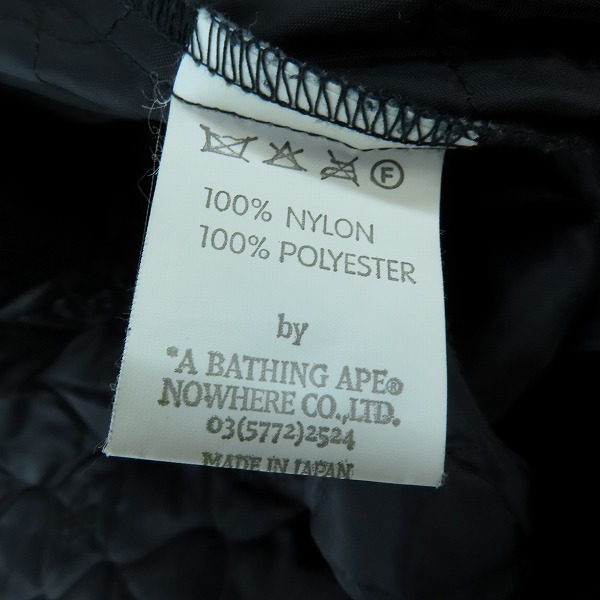 F
100% NYLON
100% POLYESTER
by
*A BATHING APE®
NOWHERE CO.,LTD.
03(5772)2524
MADE IN JAPAN